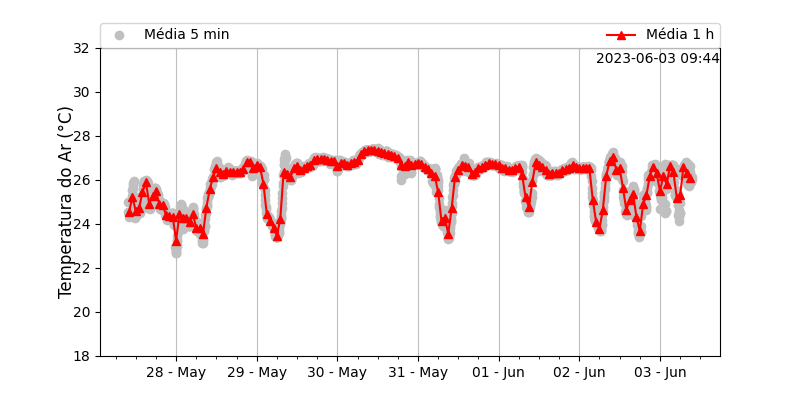 Média 5 min
Média 1 h
2023-06-03 09:44
Temperatura do Ar (°C)
32
30
28
26
24
22
20
18
28 - May
29 - May
30 - May
31 - May
01 - Jun
02 - Jun
03 - Jun